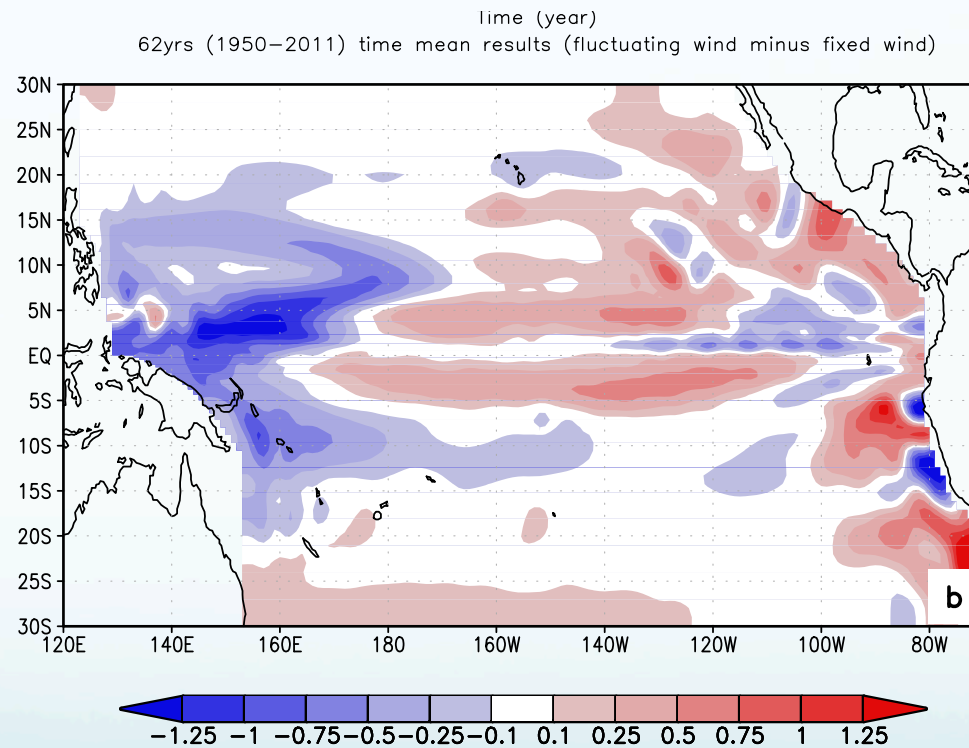 Time (year)
62yrs (1950−2011) time mean results (fluctuating wind minus fixed wind)
30N
25N
20N
15N
10N
5N
EQ
5S
10S
15S
20S
25S
30S
b
120E 140E 160E 180 160W 140W 120W 100W 80W
−1.25 −1 −0.75 −0.5 −0.25 −0.1 0.1 0.25 0.5 0.75 1 1.25